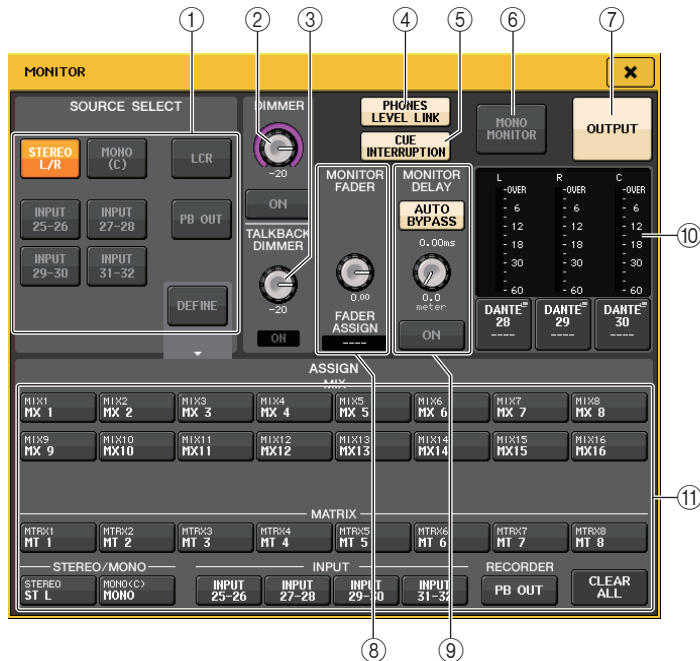 ① ② ③ ④ ⑤ ⑥ ⑦
MONITOR
SOURCE SELECT
STEREO L/R
MONO (C)
LCR
INPUT 25-26
INPUT 27-28
PB OUT
INPUT 29-30
INPUT 31-32
DEFINE
DIMMER
-20
ON
TALKBACK DIMMER
-20
ON
PHONES LEVEL LINK
CUE INTERRUPTION
MONITOR FADER
0.00
FADER ASSIGN
----
MONITOR DELAY
AUTO BYPASS
0.00ms
0.0
meter
ON
MONO MONITOR
OUTPUT
L R C
-OVER -OVER -OVER
- 6 - 6 - 6
- 12 - 12 - 12
- 18 - 18 - 18
- 30 - 30 - 30
- 60 - 60 - 60
⑩
DANTE 28 ----
DANTE 29 ----
DANTE 30 ----
ASSIGN
MIX
MIX1 MX 1
MIX2 MX 2
MIX3 MX 3
MIX4 MX 4
MIX5 MX 5
MIX6 MX 6
MIX7 MX 7
MIX8 MX 8
MIX9 MX 9
MIX10 MX10
MIX11 MX11
MIX12 MX12
MIX13 MX13
MIX14 MX14
MIX15 MX15
MIX16 MX16
⑪
MATRIX
MTRX1 MT 1
MTRX2 MT 2
MTRX3 MT 3
MTRX4 MT 4
MTRX5 MT 5
MTRX6 MT 6
MTRX7 MT 7
MTRX8 MT 8
STEREO/MONO
STEREO ST L
MONO(C) MONO
INPUT
INPUT 25-26
INPUT 27-28
INPUT 29-30
INPUT 31-32
RECORDER
PB OUT
CLEAR ALL
⑧ ⑨